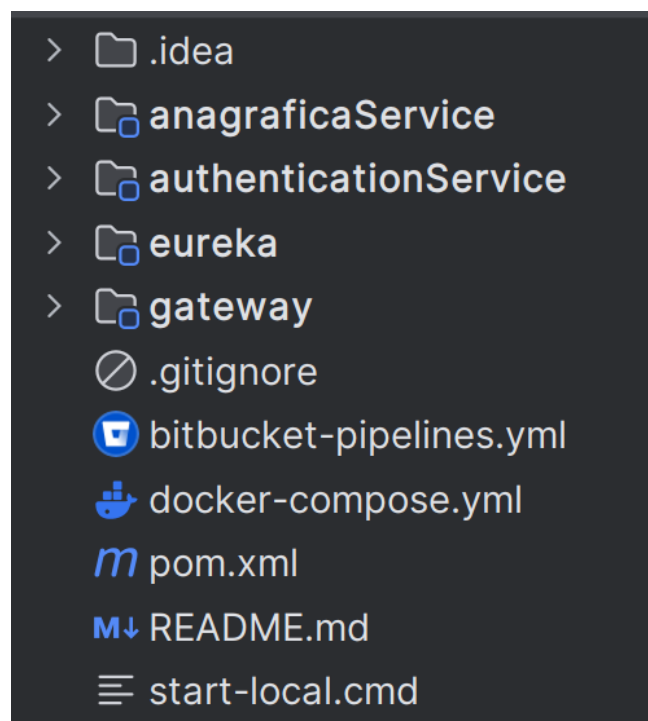 .idea
anagraficaService
authenticationService
eureka
gateway
.gitignore
bitbucket-pipelines.yml
docker-compose.yml
m pom.xml
M↓ README.md
start-local.cmd